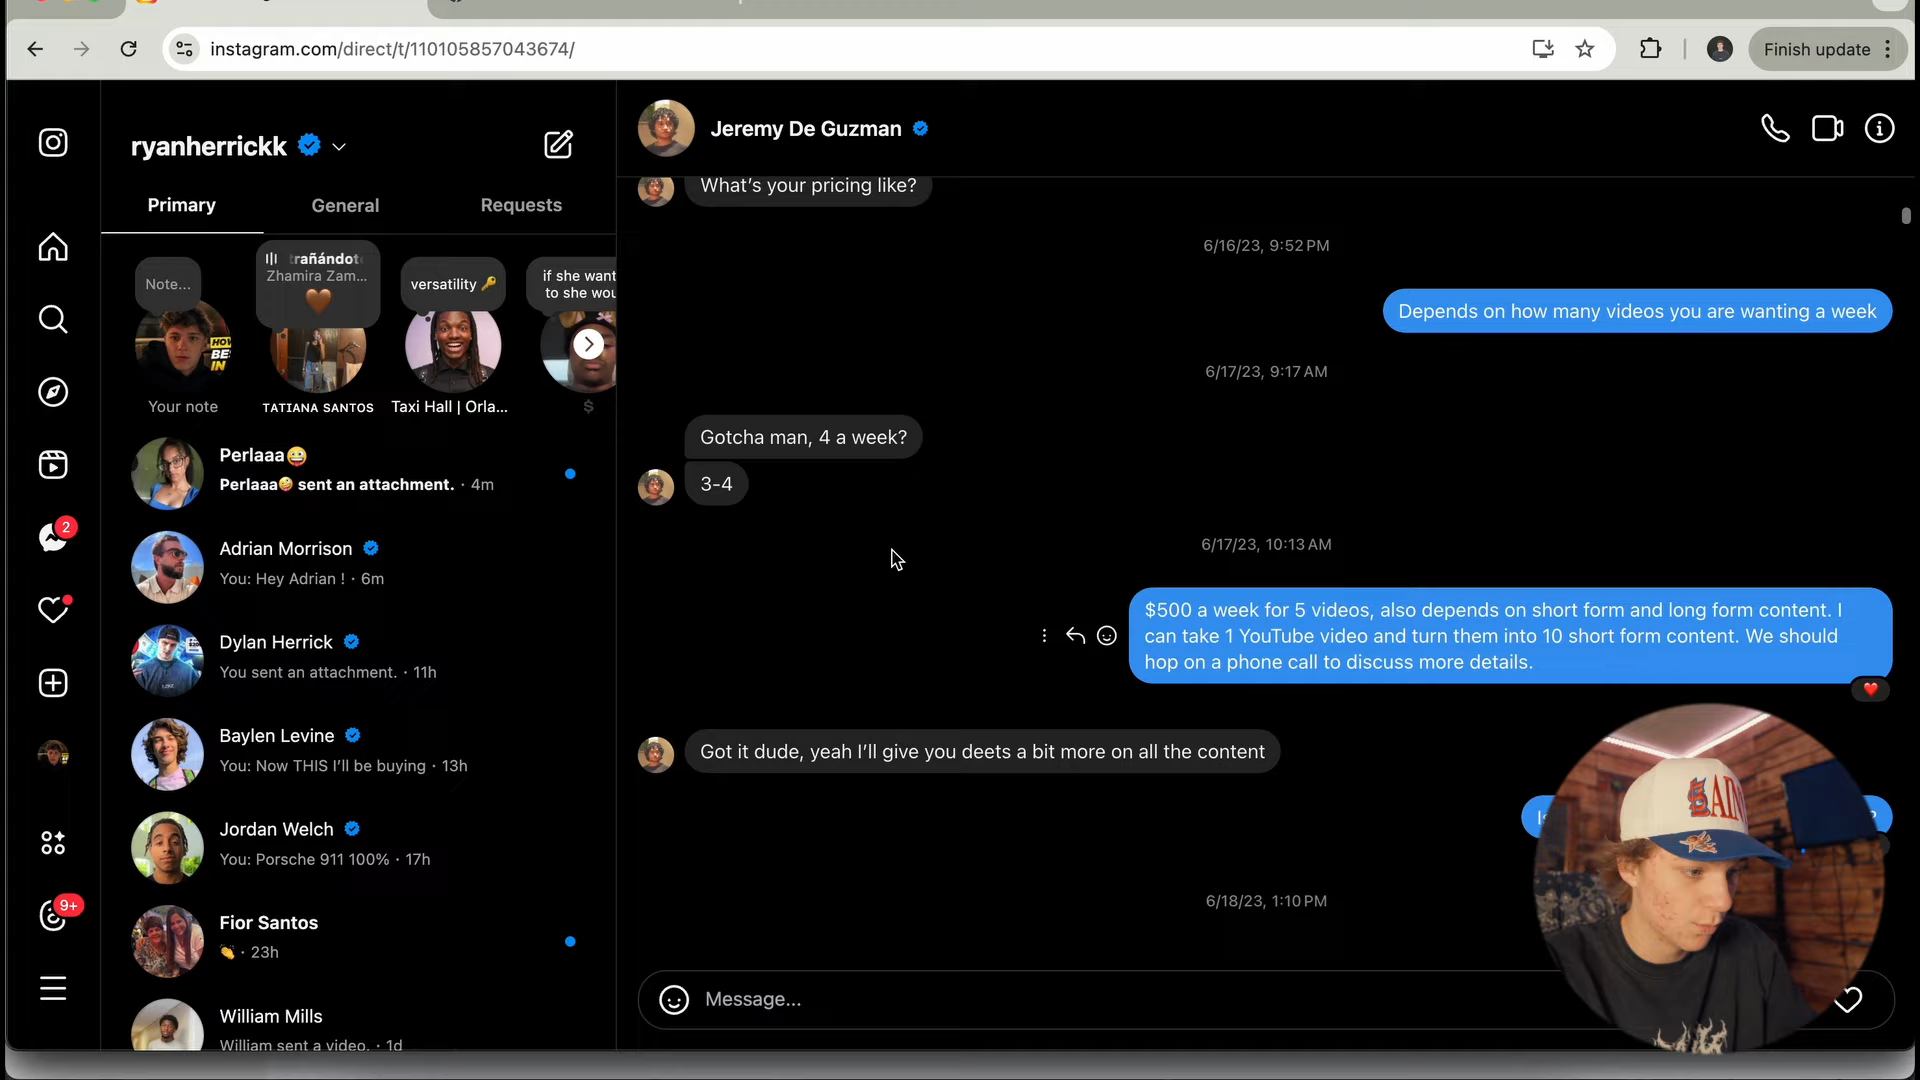 instagram.com/direct/t/110105857043674/
Finish update
ryanherrickk
Primary
General
Requests
Note...
trañándot
Zhamira Zam...
🤎
versatility 🔑
if she want
to she wou
HOW
BES
IN
Your note
TATIANA SANTOS
Taxi Hall | Orla...
$
Perlaaa😀
Perlaaa🤪 sent an attachment. · 4m
Adrian Morrison
You: Hey Adrian ! · 6m
Dylan Herrick
You sent an attachment. · 11h
Baylen Levine
You: Now THIS I'll be buying · 13h
Jordan Welch
You: Porsche 911 100% · 17h
Fior Santos
👏 · 23h
William Mills
William sent a video. · 1d
2
9+
Jeremy De Guzman
What's your pricing like?
6/16/23, 9:52 PM
Depends on how many videos you are wanting a week
6/17/23, 9:17 AM
Gotcha man, 4 a week?
3-4
6/17/23, 10:13 AM
$500 a week for 5 videos, also depends on short form and long form content. I
can take 1 YouTube video and turn them into 10 short form content. We should
hop on a phone call to discuss more details.
❤️
Got it dude, yeah I'll give you deets a bit more on all the content
6/18/23, 1:10 PM
Message...